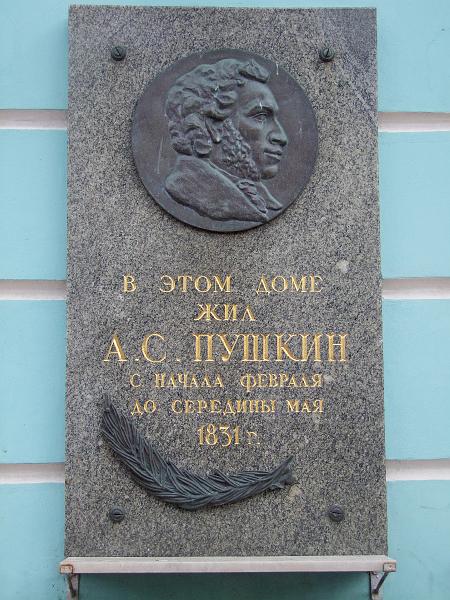 В ЭТОМ ДОМЕ
ЖИЛ
А.С. ПУШКИН
С НАЧАЛА ФЕВРАЛЯ
ДО СЕРЕДИНЫ МАЯ
1831 г.